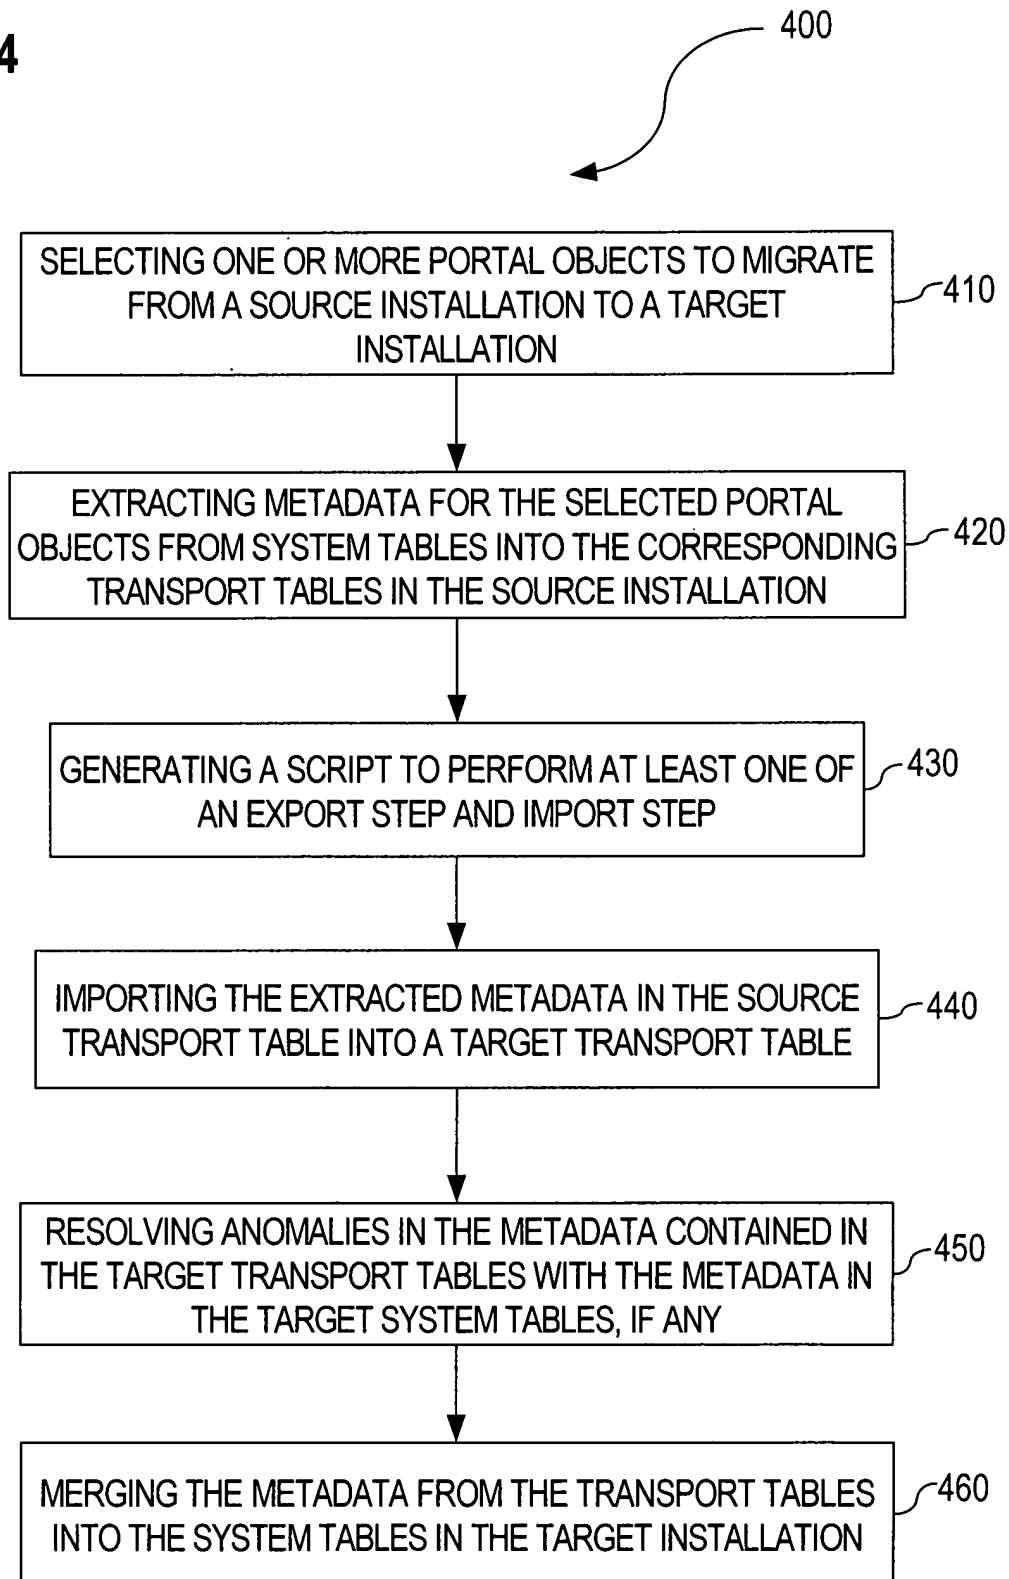 4
400
SELECTING ONE OR MORE PORTAL OBJECTS TO MIGRATE
FROM A SOURCE INSTALLATION TO A TARGET
INSTALLATION
410
EXTRACTING METADATA FOR THE SELECTED PORTAL
OBJECTS FROM SYSTEM TABLES INTO THE CORRESPONDING
TRANSPORT TABLES IN THE SOURCE INSTALLATION
420
GENERATING A SCRIPT TO PERFORM AT LEAST ONE OF
AN EXPORT STEP AND IMPORT STEP
430
IMPORTING THE EXTRACTED METADATA IN THE SOURCE
TRANSPORT TABLE INTO A TARGET TRANSPORT TABLE
440
RESOLVING ANOMALIES IN THE METADATA CONTAINED IN
THE TARGET TRANSPORT TABLES WITH THE METADATA IN
THE TARGET SYSTEM TABLES, IF ANY
450
MERGING THE METADATA FROM THE TRANSPORT TABLES
INTO THE SYSTEM TABLES IN THE TARGET INSTALLATION
460